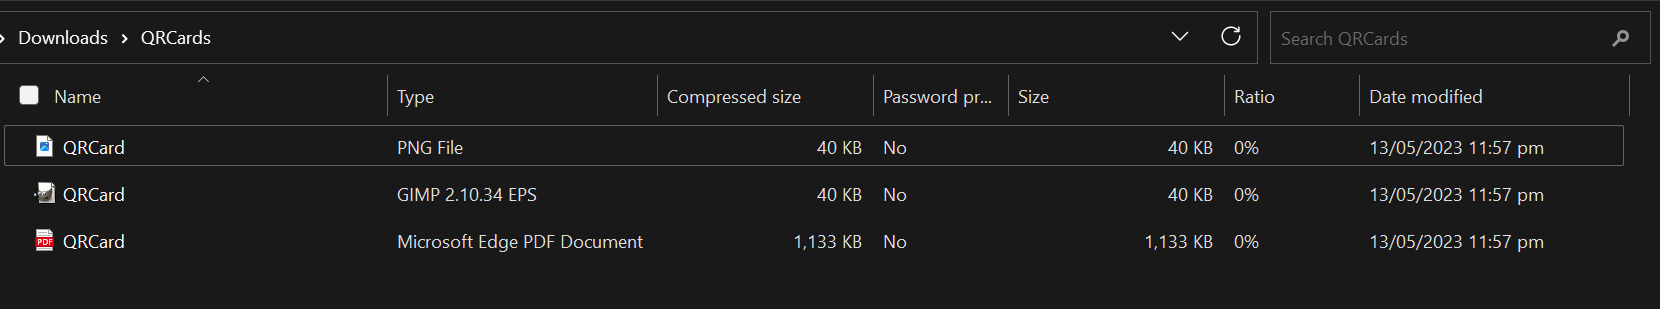 Downloads > QRCards Search QRCards
Name Type Compressed size Password pr... Size Ratio Date modified
QRCard PNG File 40 KB No 40 KB 0% 13/05/2023 11:57 pm
QRCard GIMP 2.10.34 EPS 40 KB No 40 KB 0% 13/05/2023 11:57 pm
PDF QRCard Microsoft Edge PDF Document 1,133 KB No 1,133 KB 0% 13/05/2023 11:57 pm